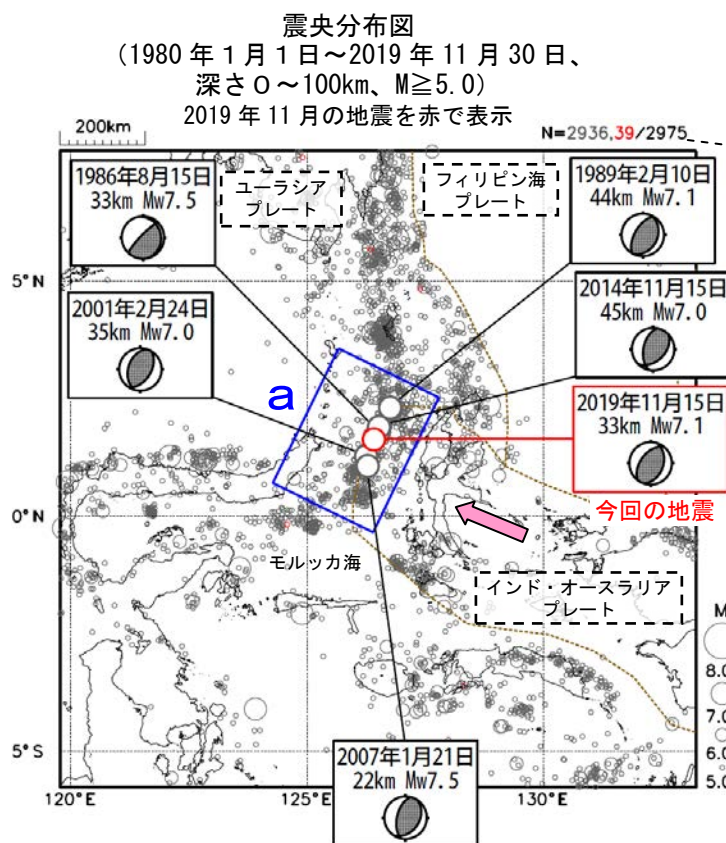 震央分布図
(1980年1月1日～2019年11月30日、
深さ0～100km、M≧5.0)
2019年11月の地震を赤で表示
200km
N=2936,39/2975
1986年8月15日
33km Mw7.5
ユーラシア
プレート
フィリピン海
プレート
1989年2月10日
44km Mw7.1
5°N
2001年2月24日
35km Mw7.0
2014年11月15日
45km Mw7.0
a
2019年11月15日
33km Mw7.1
今回の地震
0°N
モルッカ海
インド・オースラリア
プレート
M
8.0
7.0
6.0
5.0
5°S
2007年1月21日
22km Mw7.5
120°E
125°E
130°E